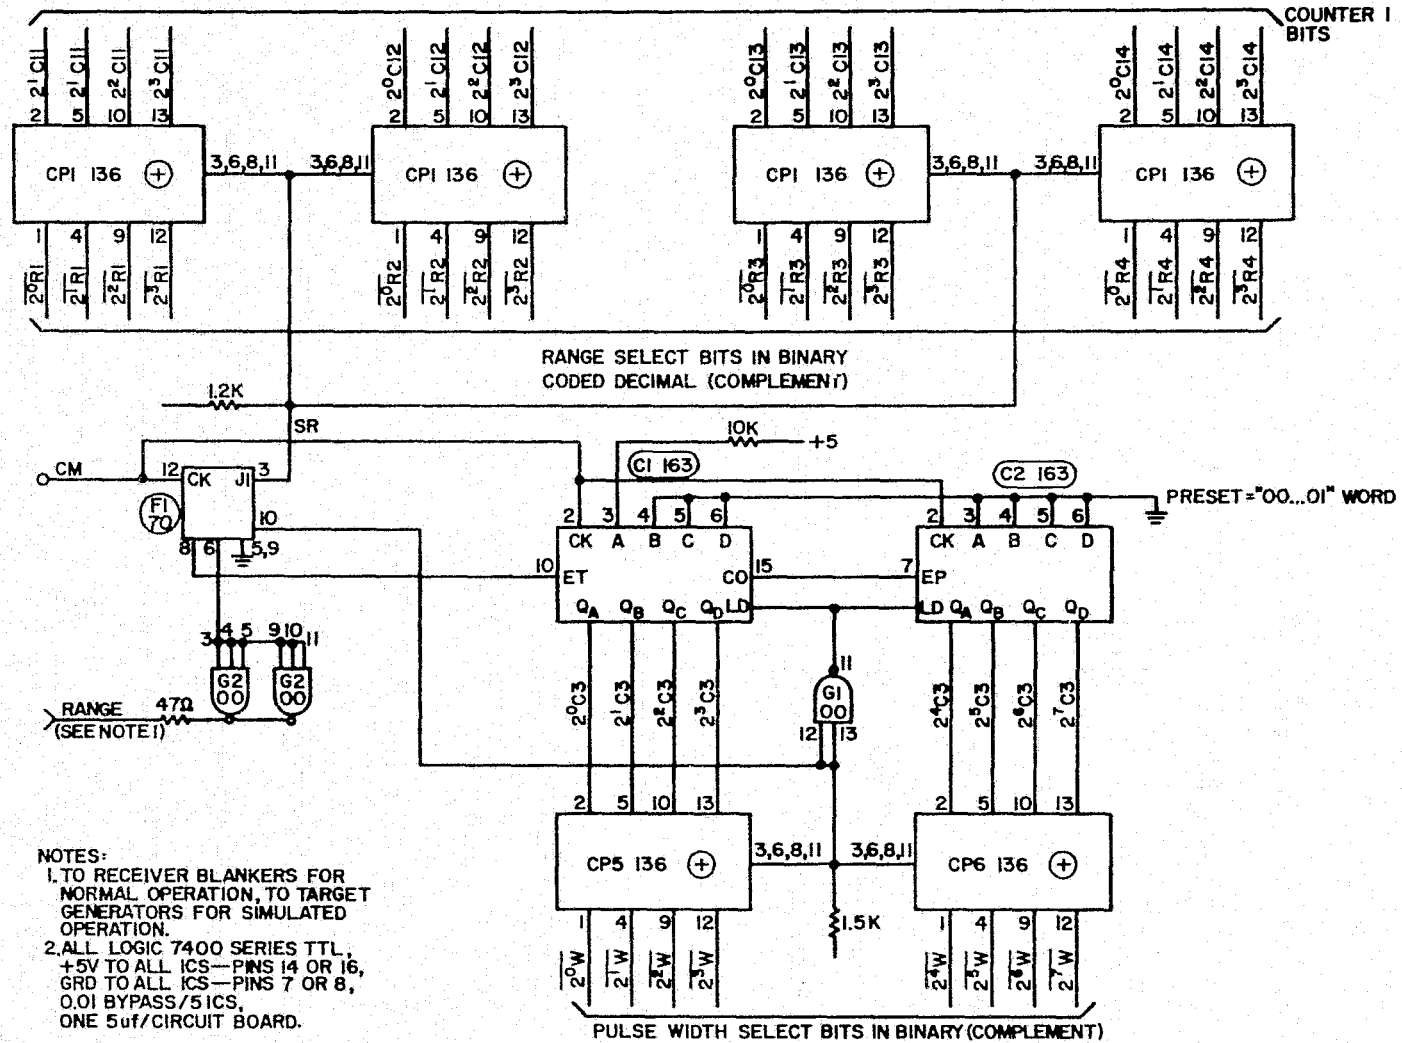 COUNTER 1
BITS
2⁰C11 2¹C11 2²C11 2³C11 2⁰C12 2¹C12 2²C12 2³C12 2⁰C13 2¹C13 2²C13 2³C13 2⁰C14 2¹C14 2²C14 2³C14
2 5 10 13 2 5 10 13 2 5 10 13 2 5 10 13
CP1 136 + 3,6,8,11 3,6,8,11 CP1 136 + CP1 136 + 3,6,8,11 3,6,8,11 CP1 136 +
1 4 9 12 1 4 9 12 1 4 9 12 1 4 9 12
2⁰R1 2¹R1 2²R1 2³R1 2⁰R2 2¹R2 2²R2 2³R2 2⁰R3 2¹R3 2²R3 2³R3 2⁰R4 2¹R4 2²R4 2³R4
RANGE SELECT BITS IN BINARY
CODED DECIMAL (COMPLEMENT)
1.2K
SR
10K +5
CM 12 CK J1 3
C1 163 C2 163
F1
70
10
8 6 5,9
PRESET="00...01" WORD
2 3 4 5 6 2 3 4 5 6
CK A B C D CK A B C D
10 ET CO 15 7 EP
QA QB QC QD LD LD QA QB QC QD
3 4 5 9 10 11
G2
00
G2
00
11
G1
00
12 13
2⁰C3 2¹C3 2²C3 2³C3 2⁴C3 2⁵C3 2⁶C3 2⁷C3
RANGE 47Ω
(SEE NOTE 1)
2 5 10 13 2 5 10 13
CP5 136 + 3,6,8,11 3,6,8,11 CP6 136 +
1 4 9 12 1.5K 1 4 9 12
2⁰W 2¹W 2²W 2³W 2⁴W 2⁵W 2⁶W 2⁷W
PULSE WIDTH SELECT BITS IN BINARY (COMPLEMENT)
NOTES:
1. TO RECEIVER BLANKERS FOR
NORMAL OPERATION, TO TARGET
GENERATORS FOR SIMULATED
OPERATION.
2. ALL LOGIC 7400 SERIES TTL,
+5V TO ALL ICS—PINS 14 OR 16,
GRD TO ALL ICS—PINS 7 OR 8,
0.01 BYPASS/5 ICS,
ONE 5uf/CIRCUIT BOARD.